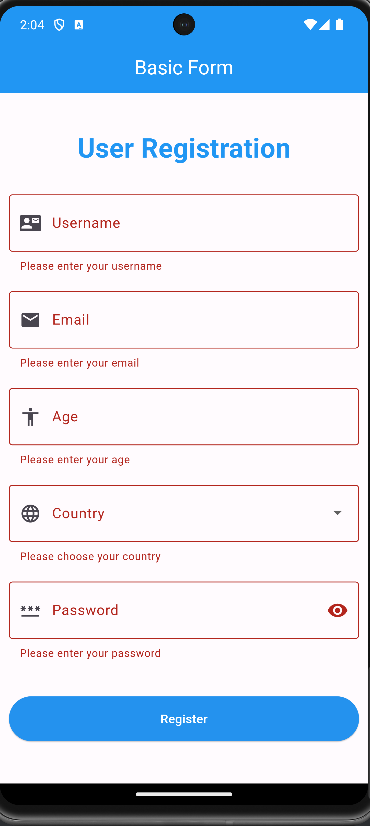 2:04
Basic Form
User Registration
Username
Please enter your username
Email
Please enter your email
Age
Please enter your age
Country
Please choose your country
Password
Please enter your password
Register